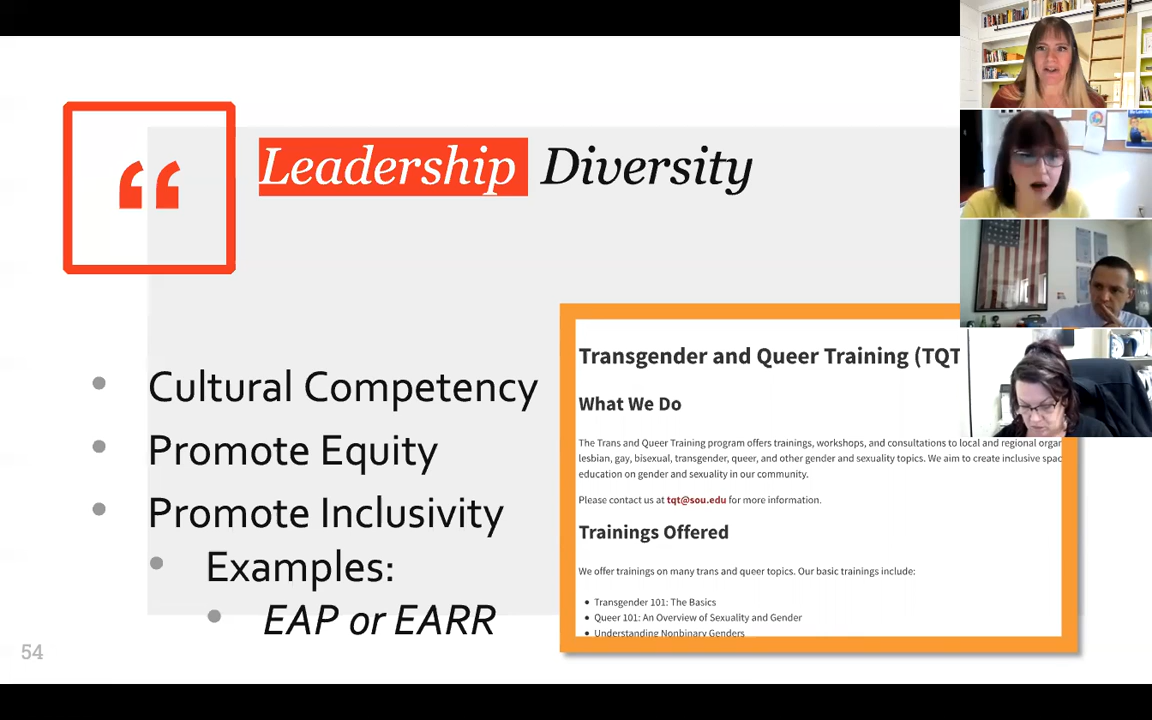 “
Leadership Diversity
• Cultural Competency
• Promote Equity
• Promote Inclusivity
• Examples:
• EAP or EARR
Transgender and Queer Training (TQT
What We Do
The Trans and Queer Training program offers trainings, workshops, and consultations to local and regional organ
lesbian, gay, bisexual, transgender, queer, and other gender and sexuality topics. We aim to create inclusive spac
education on gender and sexuality in our community.
Please contact us at tqt@sou.edu for more information.
Trainings Offered
We offer trainings on many trans and queer topics. Our basic trainings include:
• Transgender 101: The Basics
• Queer 101: An Overview of Sexuality and Gender
• Understanding Nonbinary Genders
54